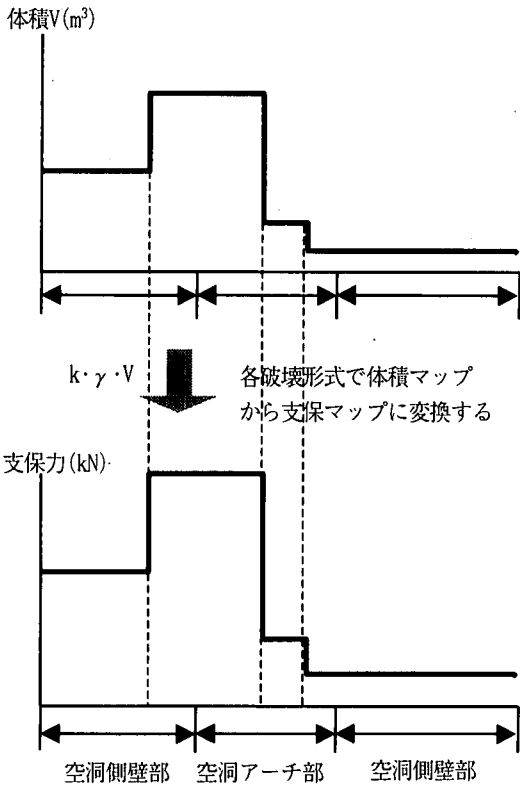 体積V(m³)
k・γ・V
各破壊形式で体積マップ
から支保マップに変換する
支保力(kN)
空洞側壁部
空洞アーチ部
空洞側壁部